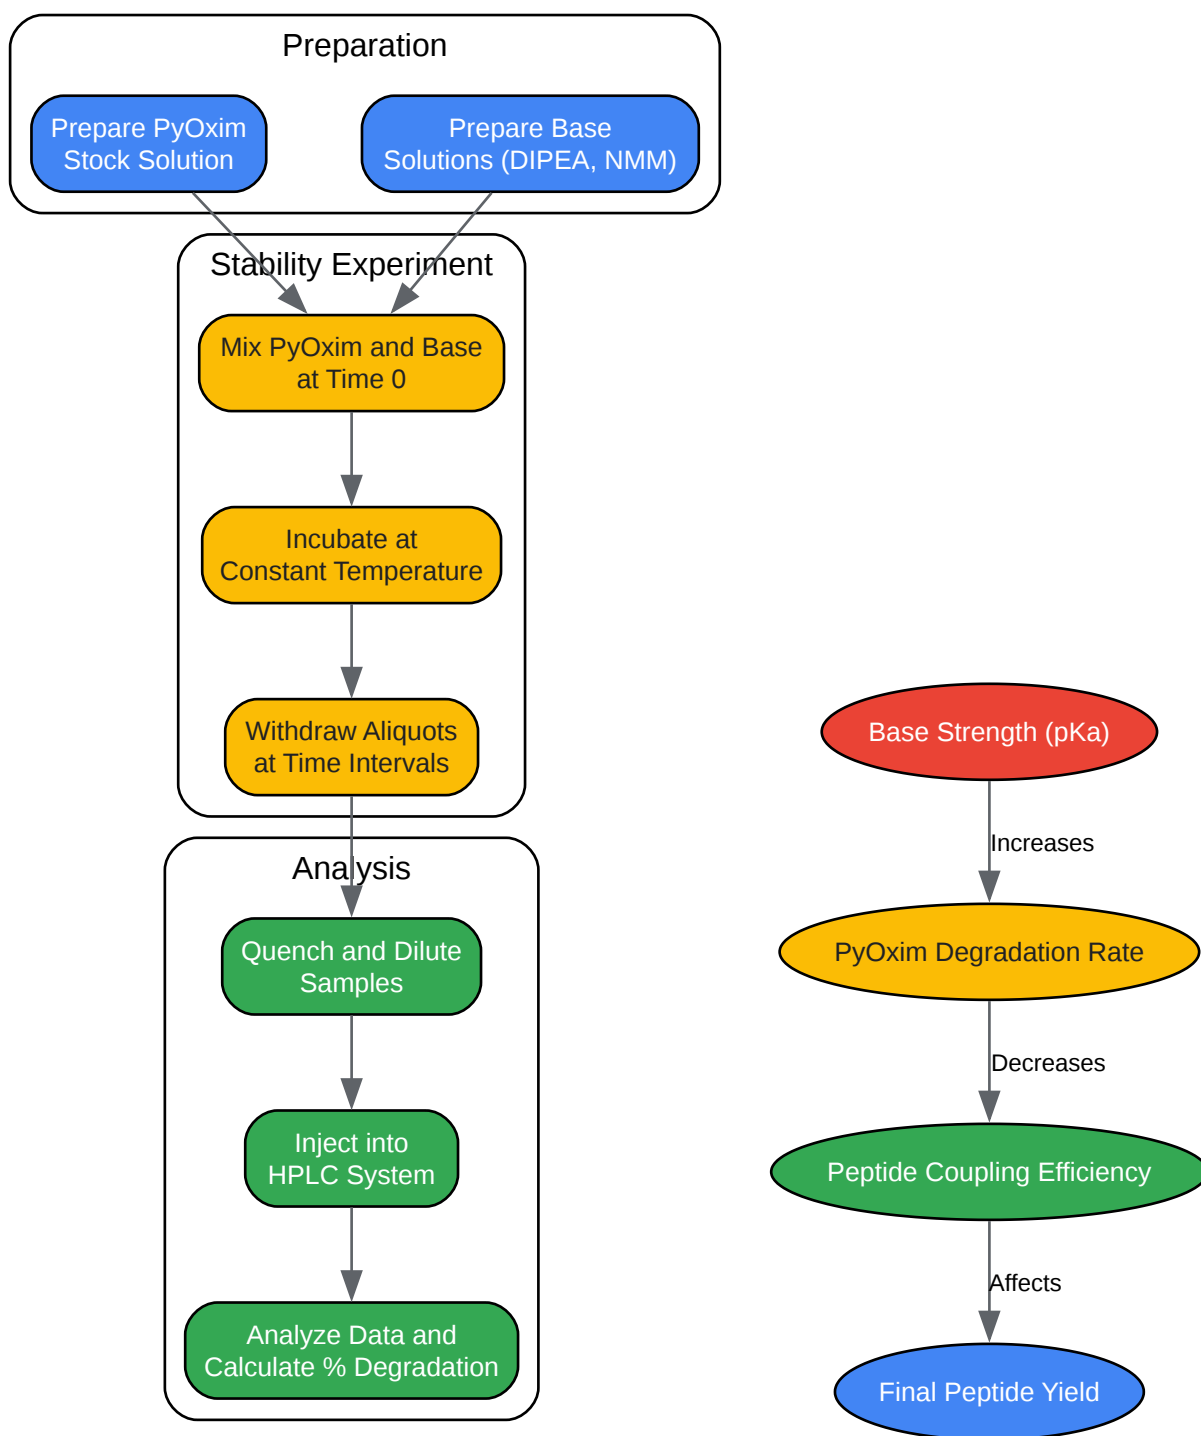 Preparation
Prepare PyOxim
Stock Solution
Prepare Base
Solutions (DIPEA, NMM)
Stability Experiment
Mix PyOxim and Base
at Time 0
Incubate at
Constant Temperature
Withdraw Aliquots
at Time Intervals
Analysis
Quench and Dilute
Samples
Inject into
HPLC System
Analyze Data and
Calculate % Degradation
Base Strength (pKa)
Increases
PyOxim Degradation Rate
Decreases
Peptide Coupling Efficiency
Affects
Final Peptide Yield